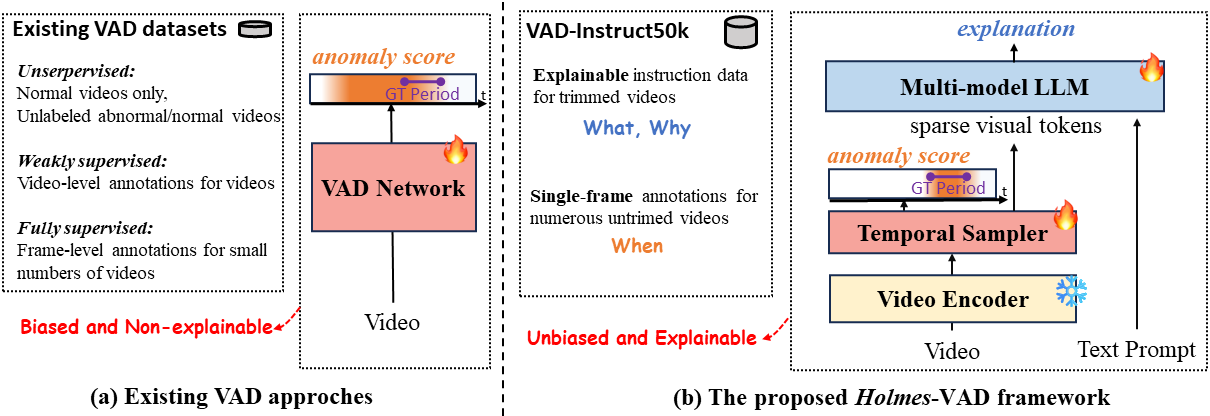 Existing VAD datasets
Unserpervised:
Normal videos only,
Unlabeled abnormal/normal videos
Weakly supervised:
Video-level annotations for videos
Fully supervised:
Frame-level annotations for small
numbers of videos
anomaly score
GT Period
t
VAD Network
Video
Biased and Non-explainable
(a) Existing VAD approches
VAD-Instruct50k
Explainable instruction data
for trimmed videos
What, Why
Single-frame annotations for
numerous untrimed videos
When
Unbiased and Explainable
explanation
Multi-model LLM
sparse visual tokens
anomaly score
GT Period
t
Temporal Sampler
Video Encoder
Video
Text Prompt
(b) The proposed Holmes-VAD framework